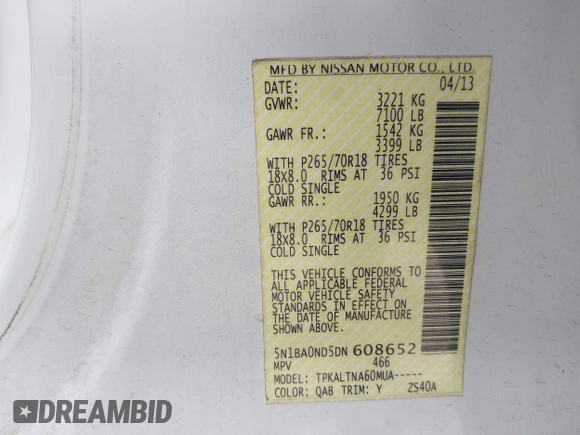 MFD BY NISSAN MOTOR CO., LTD.
DATE: 04/13
GVWR: 3221 KG
7100 LB
GAWR FR.: 1542 KG
3399 LB
WITH P265/70R18 TIRES
18X8.0 RIMS AT 36 PSI
COLD SINGLE
GAWR RR.: 1950 KG
4299 LB
WITH P265/70R18 TIRES
18X8.0 RIMS AT 36 PSI
COLD SINGLE
THIS VEHICLE CONFORMS TO
ALL APPLICABLE FEDERAL
MOTOR VEHICLE SAFETY
STANDARDS IN EFFECT ON
THE DATE OF MANUFACTURE
SHOWN ABOVE.
5N1BA0ND5DN 608652
MPV 466
MODEL: TPKALTNA60MUA-----
COLOR: QAB TRIM: Y ZS40A
DREAMBID
DREAMBID